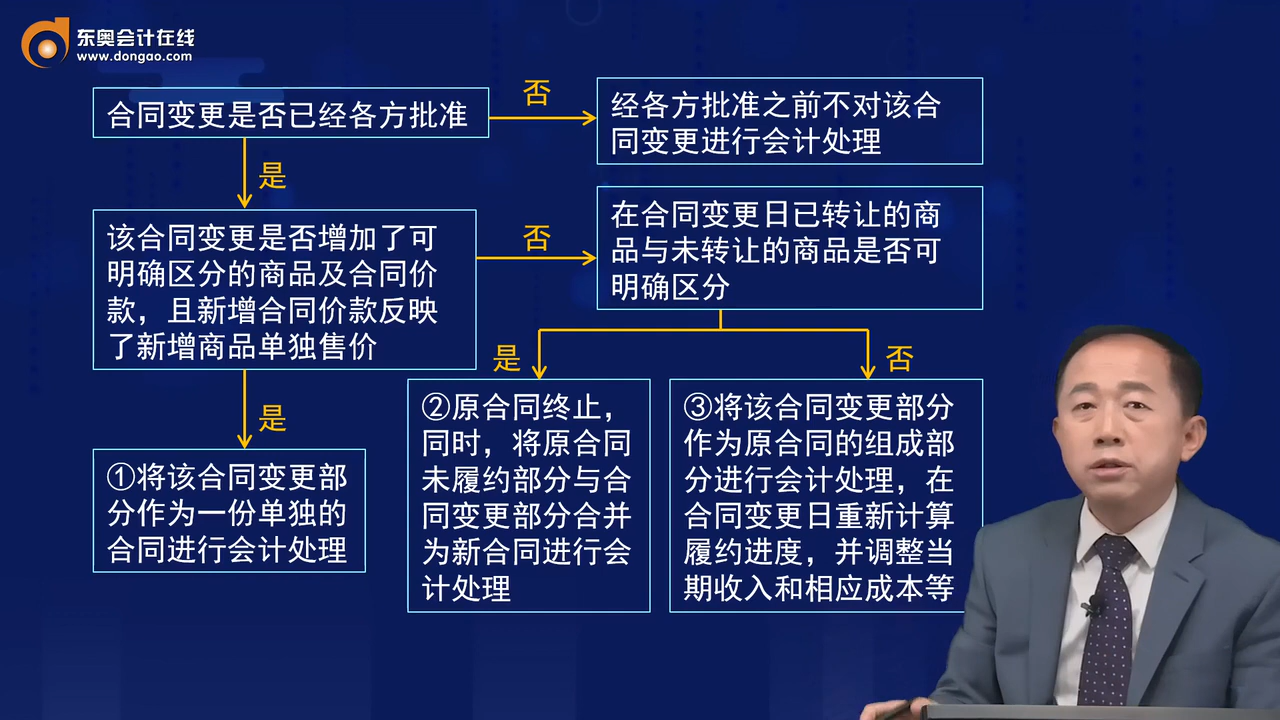 东奥会计在线
www.dongao.com
合同变更是否已经各方批准
否
经各方批准之前不对该合
同变更进行会计处理
是
该合同变更是否增加了可
明确区分的商品及合同价
款，且新增合同价款反映
了新增商品单独售价
否
在合同变更日已转让的商
品与未转让的商品是否可
明确区分
是
①将该合同变更部
分作为一份单独的
合同进行会计处理
是
②原合同终止，
同时，将原合同
未履约部分与合
同变更部分合并
为新合同进行会
计处理
否
③将该合同变更部分
作为原合同的组成部
分进行会计处理，在
合同变更日重新计算
履约进度，并调整当
期收入和相应成本等